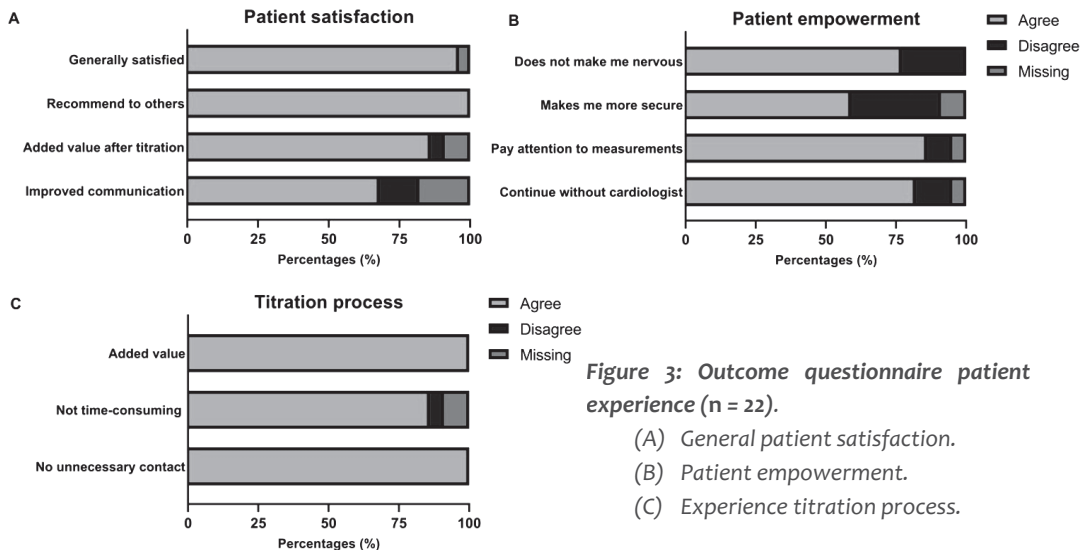 A
Patient satisfaction
Generally satisfied
Recommend to others
Added value after titration
Improved communication
0 25 50 75 100
Percentages (%)
B
Patient empowerment
Agree
Disagree
Missing
Does not make me nervous
Makes me more secure
Pay attention to measurements
Continue without cardiologist
0 25 50 75 100
Percentages (%)
C
Titration process
Agree
Disagree
Missing
Added value
Not time-consuming
No unnecessary contact
0 25 50 75 100
Percentages (%)
Figure 3: Outcome questionnaire patient
experience (n = 22).
(A) General patient satisfaction.
(B) Patient empowerment.
(C) Experience titration process.